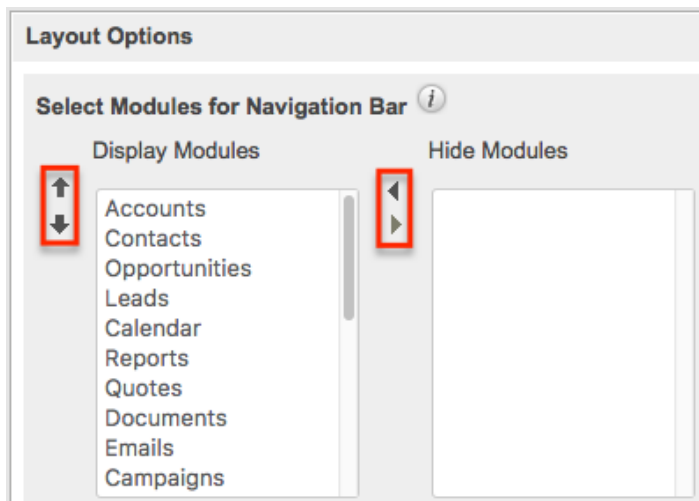 Layout Options
Select Modules for Navigation Bar i
Display Modules
Hide Modules
Accounts
Contacts
Opportunities
Leads
Calendar
Reports
Quotes
Documents
Emails
Campaigns